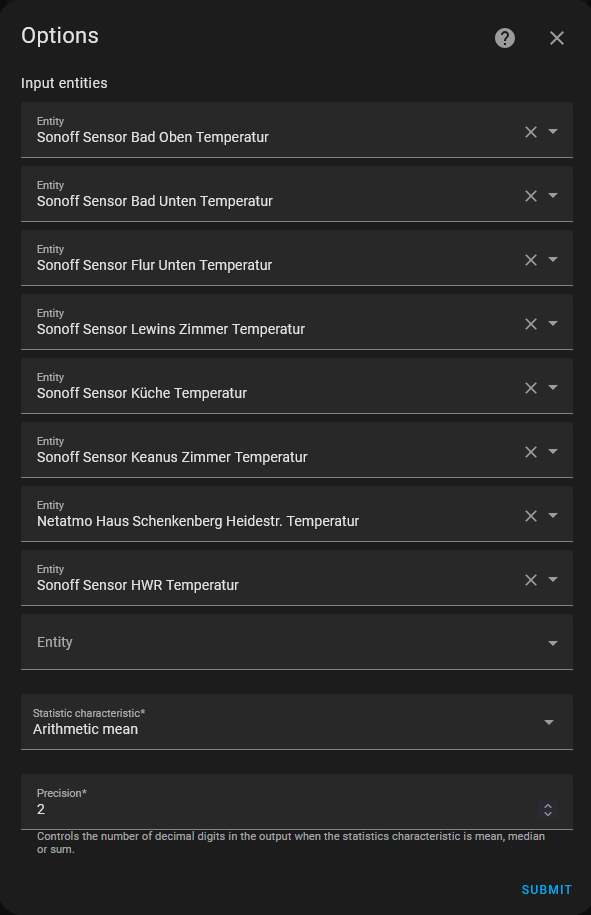 Options
Input entities
Entity
Sonoff Sensor Bad Oben Temperatur
Entity
Sonoff Sensor Bad Unten Temperatur
Entity
Sonoff Sensor Flur Unten Temperatur
Entity
Sonoff Sensor Lewins Zimmer Temperatur
Entity
Sonoff Sensor Küche Temperatur
Entity
Sonoff Sensor Keanus Zimmer Temperatur
Entity
Netatmo Haus Schenkenberg Heidestr. Temperatur
Entity
Sonoff Sensor HWR Temperatur
Entity
Statistic characteristic*
Arithmetic mean
Precision*
2
Controls the number of decimal digits in the output when the statistics characteristic is mean, median
or sum.
SUBMIT